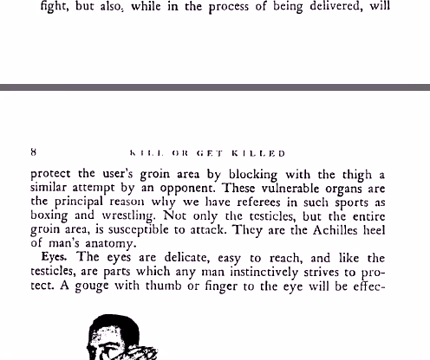 fight, but also, while in the process of being delivered, will
8 KILL OR GET KILLED
protect the user's groin area by blocking with the thigh a
similar attempt by an opponent. These vulnerable organs are
the principal reason why we have referees in such sports as
boxing and wrestling. Not only the testicles, but the entire
groin area, is susceptible to attack. They are the Achilles heel
of man's anatomy.
Eyes. The eyes are delicate, easy to reach, and like the
testicles, are parts which any man instinctively strives to pro-
tect. A gouge with thumb or finger to the eye will be effec-